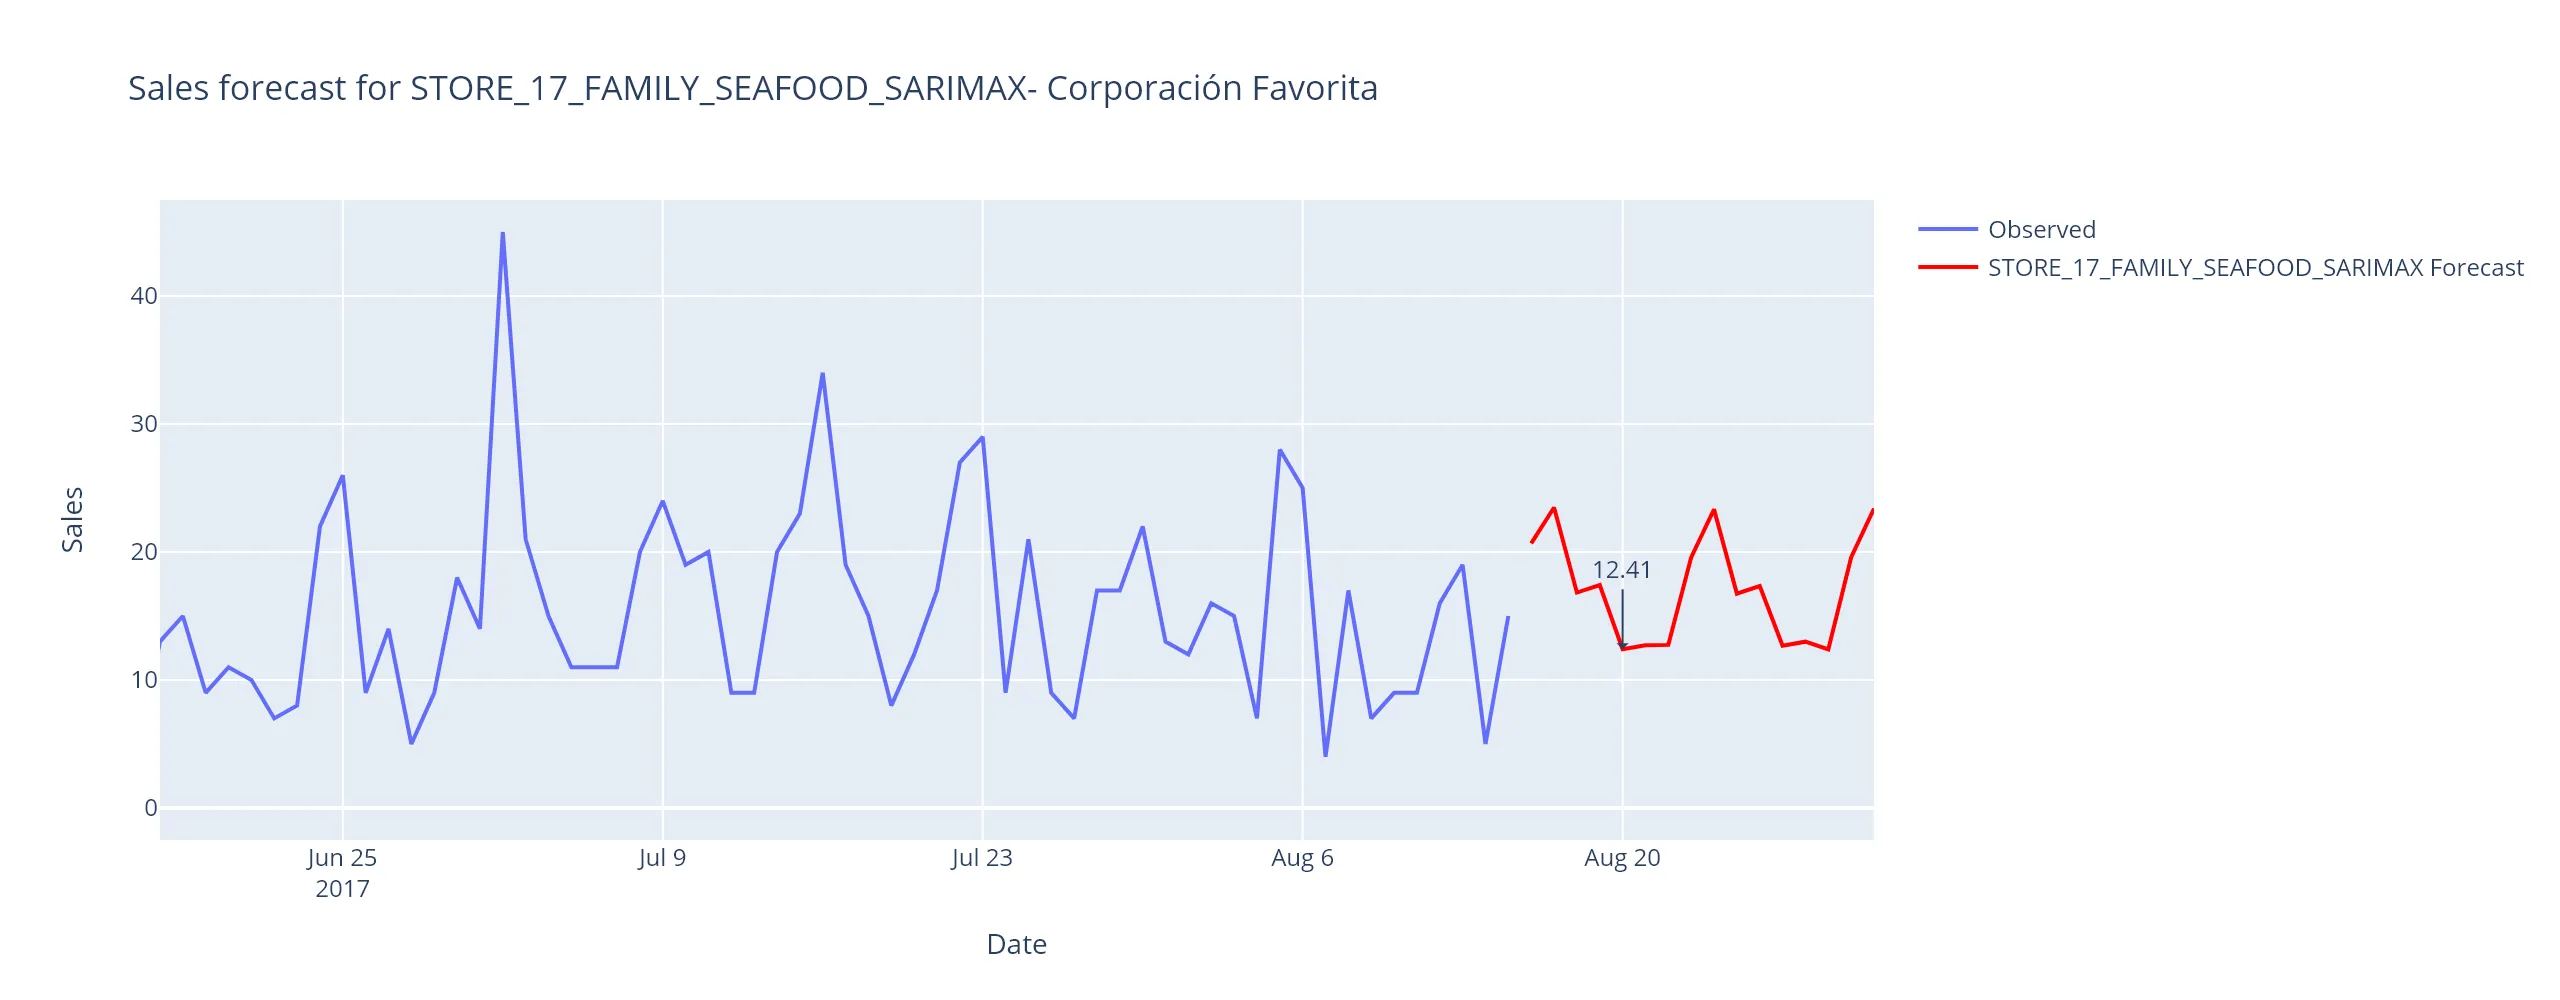 Sales forecast for STORE_17_FAMILY_SEAFOOD_SARIMAX- Corporación Favorita
Observed
STORE_17_FAMILY_SEAFOOD_SARIMAX Forecast
40
30
20
10
0
Sales
12.41
Jun 25
2017
Jul 9
Jul 23
Aug 6
Aug 20
Date